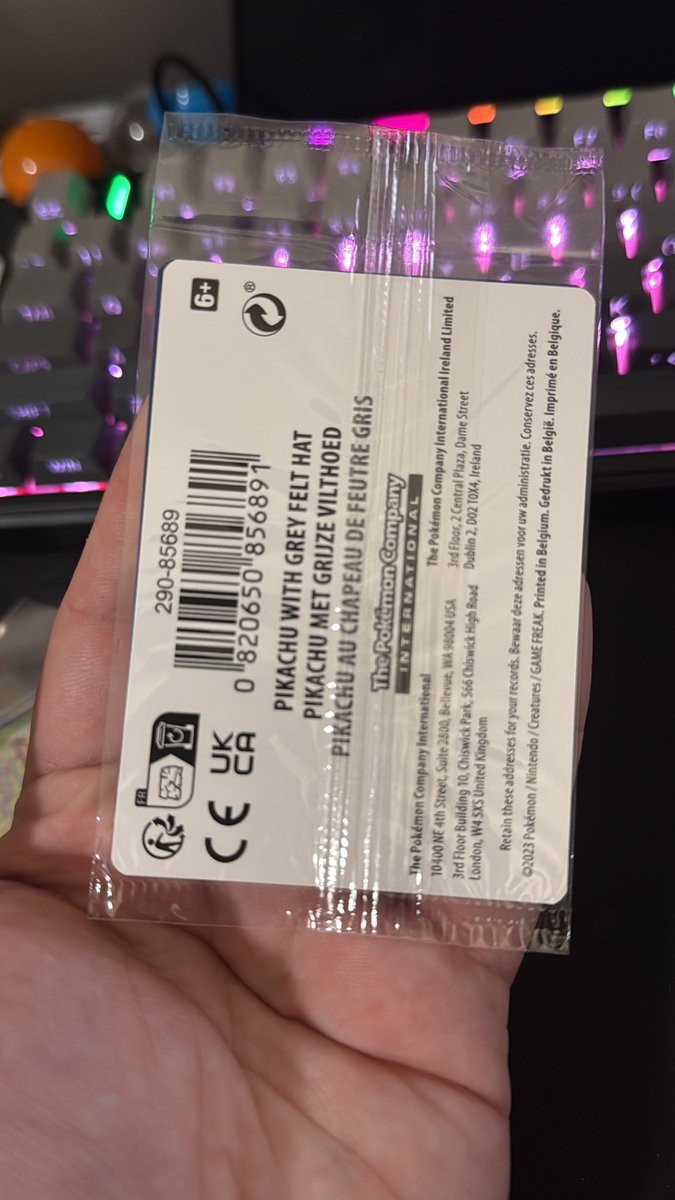 6+
®
FR
CE
UK
CA
290-85689
0 820650 856891
PIKACHU WITH GREY FELT HAT
PIKACHU MET GRIJZE VILTHOED
PIKACHU AU CHAPEAU DE FEUTRE GRIS
The Pokémon Company
INTERNATIONAL
The Pokémon Company International
10400 NE 4th Street, Suite 2800, Bellevue, WA 98004 USA
3rd Floor Building 10, Chiswick Park, 566 Chiswick High Road
London, W4 5XS United Kingdom
The Pokémon Company International Ireland Limited
3rd Floor, 2 Central Plaza, Dame Street
Dublin 2, D02 T0X4, Ireland
Retain these addresses for your records. Bewaar deze adressen voor uw administratie. Conservez ces adresses.
©2023 Pokémon / Nintendo / Creatures / GAME FREAK. Printed in Belgium. Gedrukt in België. Imprimé en Belgique.